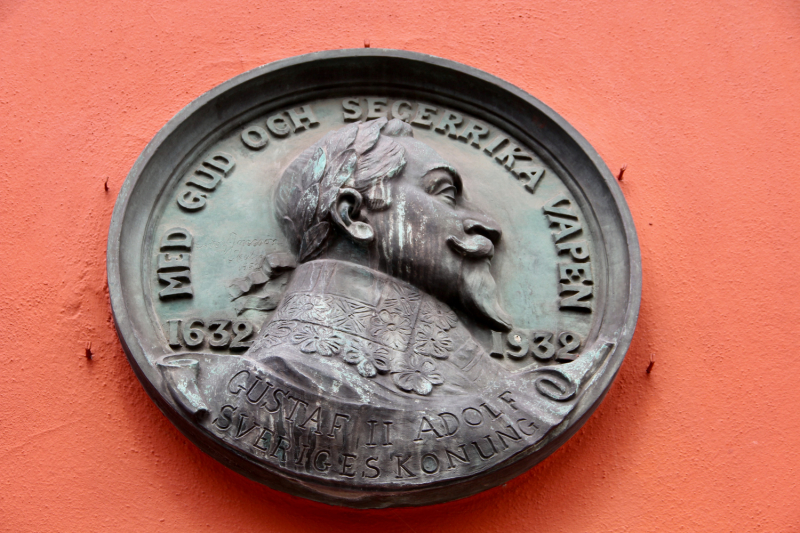 MED GUD OCH SEGERRIKA VAPEN
1632 1932
GUSTAF II ADOLF
SVERIGES KONUNG